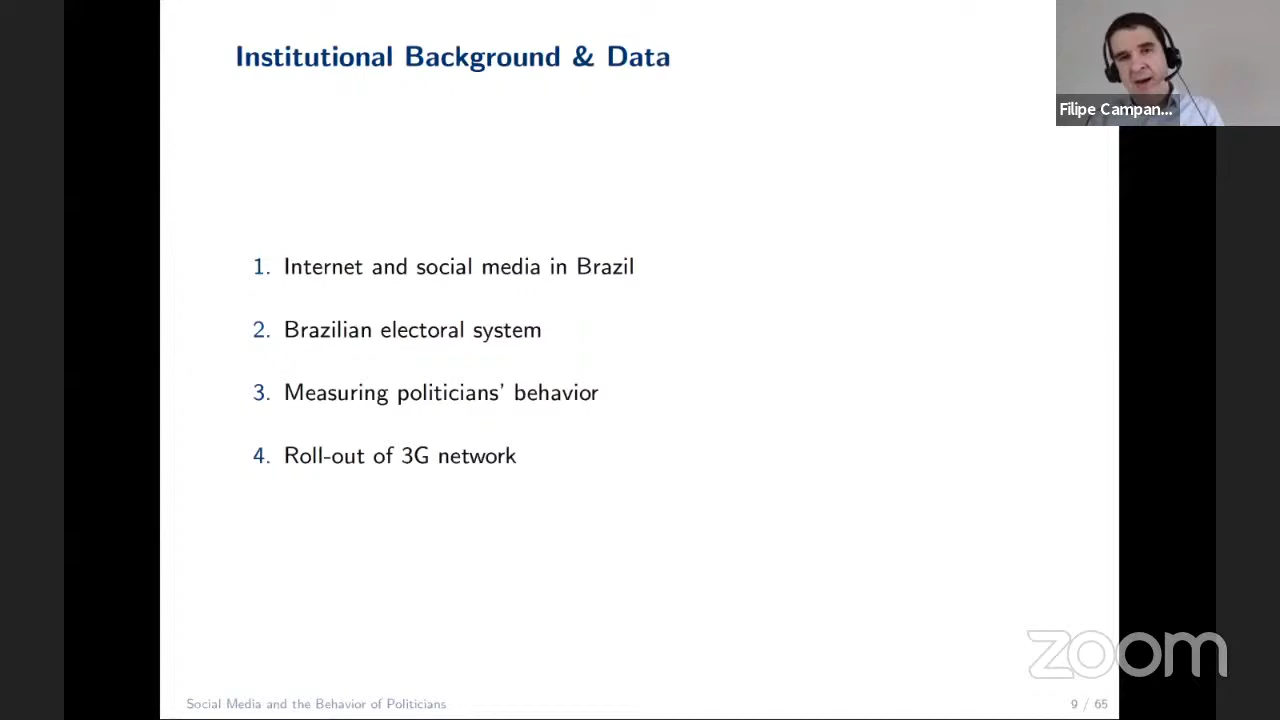 Institutional Background & Data
Filipe Campan...
1. Internet and social media in Brazil
2. Brazilian electoral system
3. Measuring politicians' behavior
4. Roll-out of 3G network
zoom
Social Media and the Behavior of Politicians
9 / 65